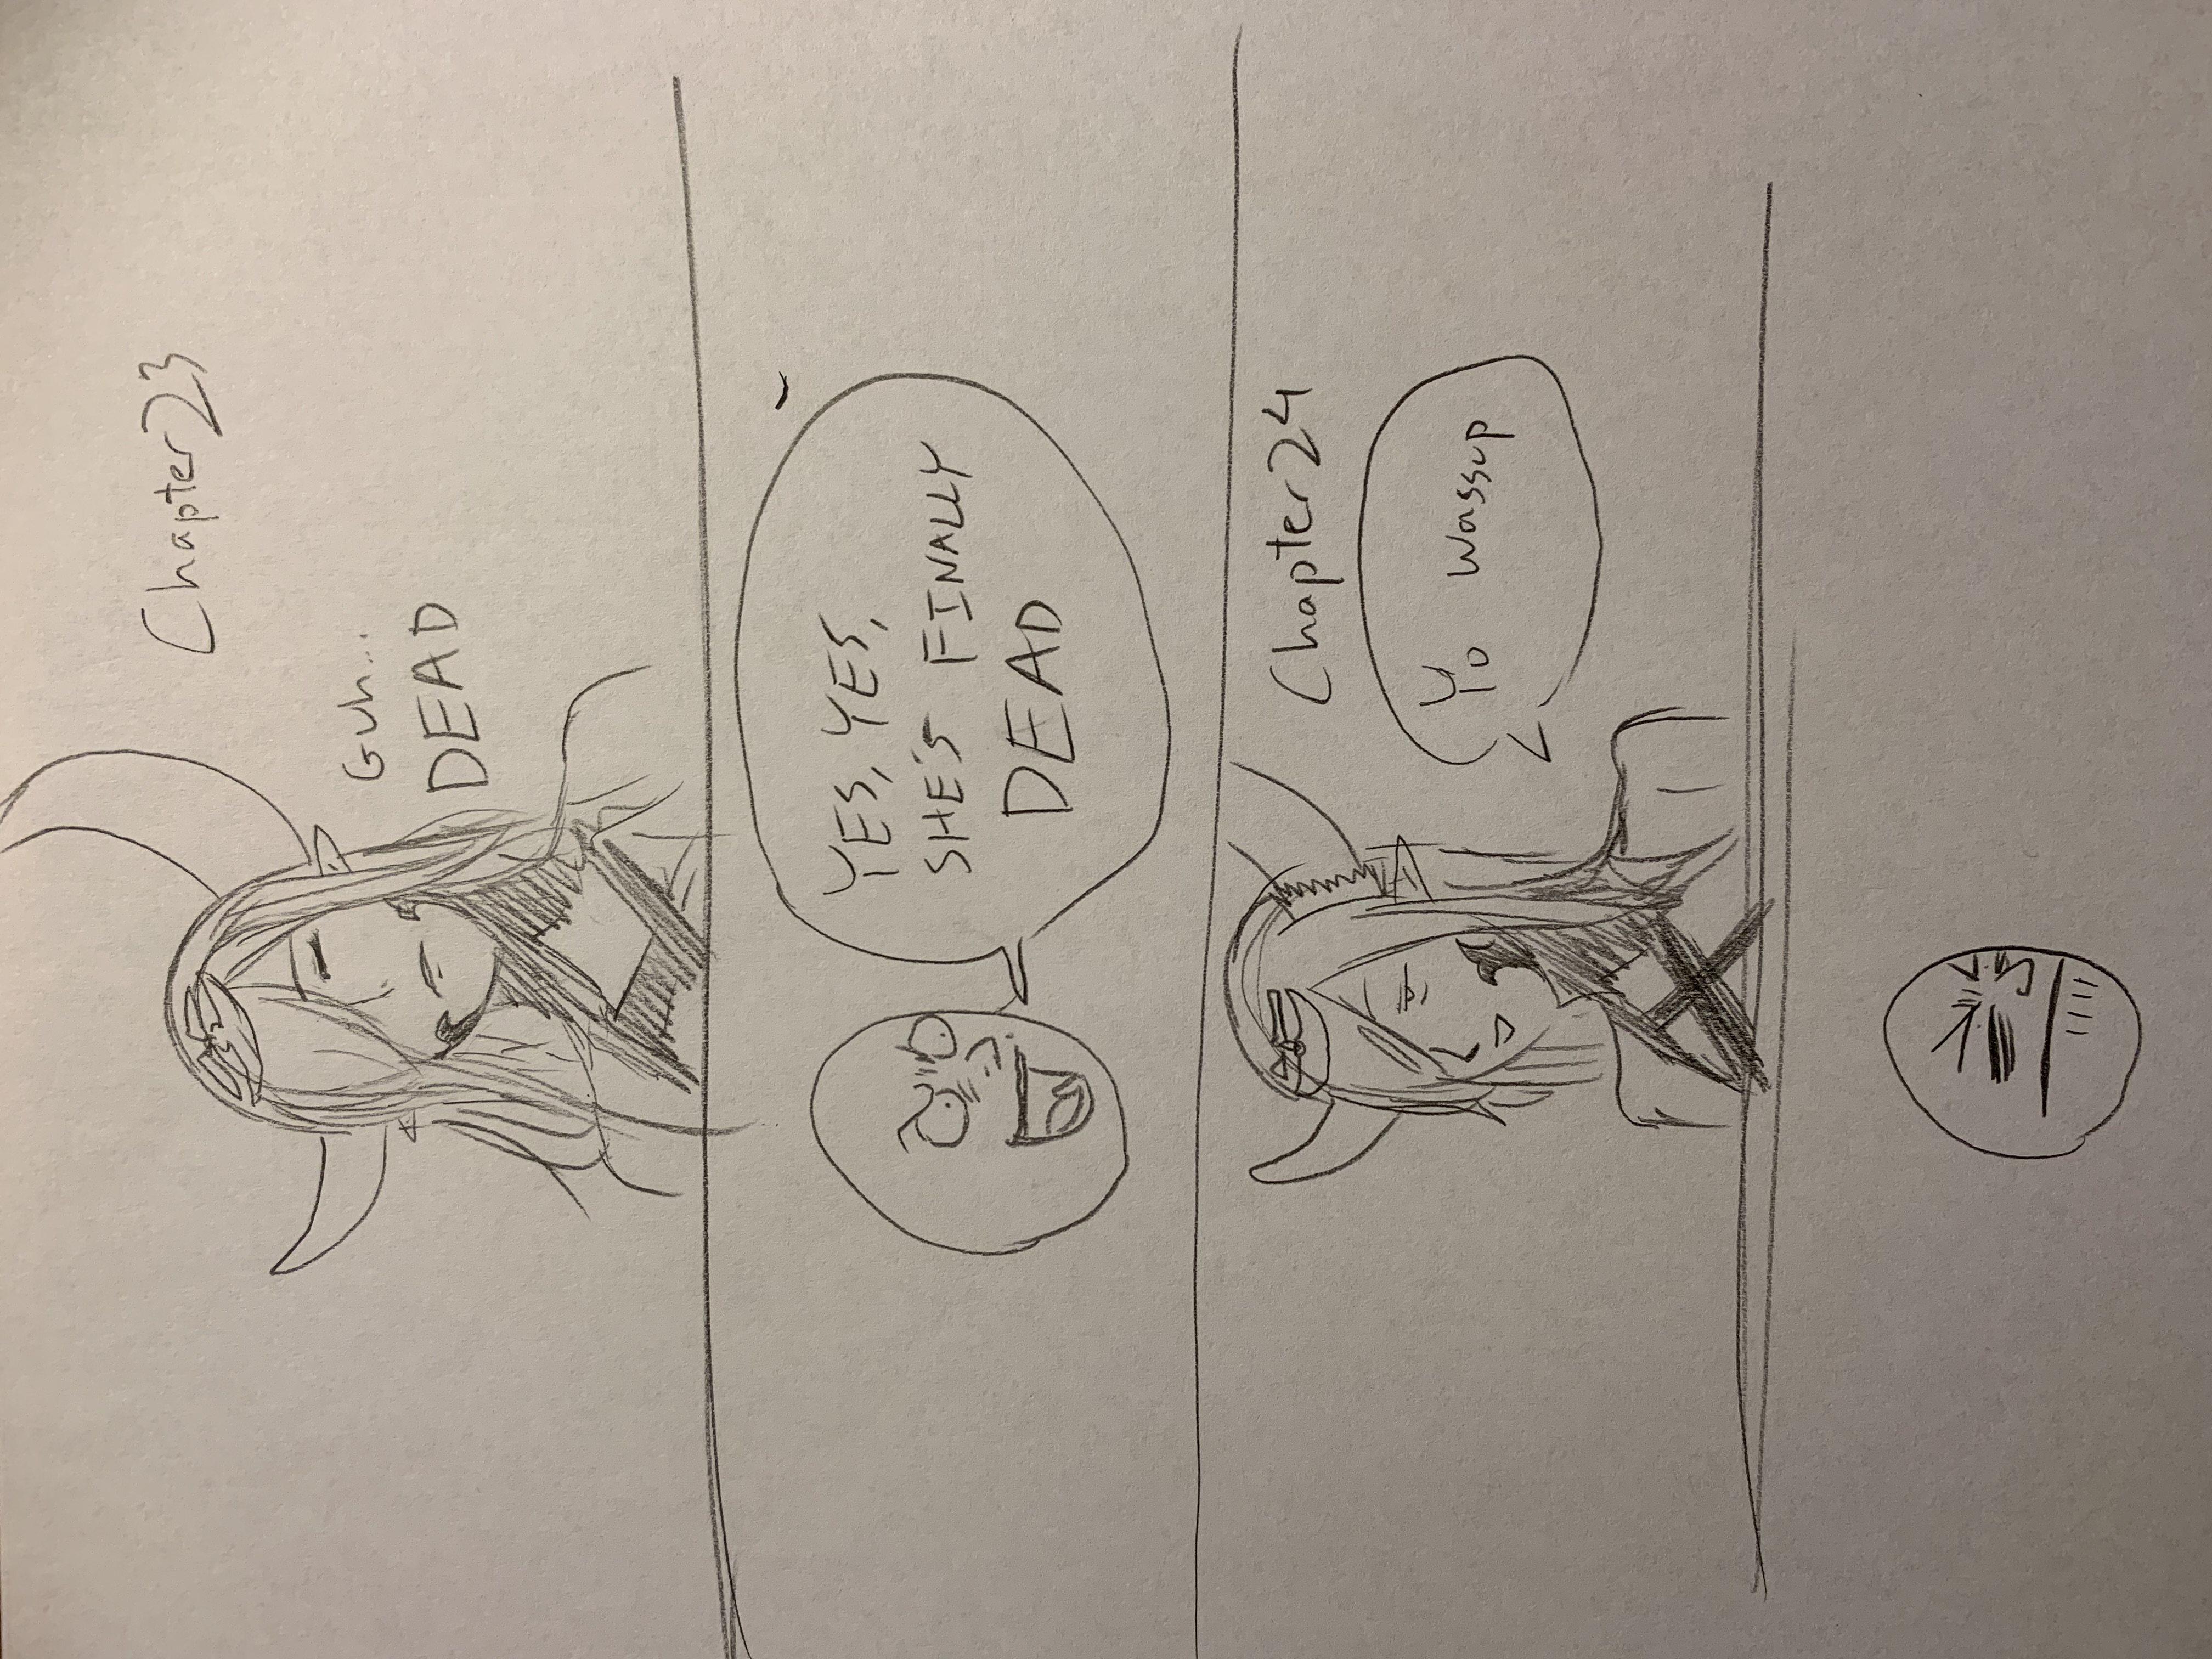 Chapter 23
Guh...
DEAD
YES, YES,
SHE'S FINALLY
DEAD
Chapter 24
Yo Wassup